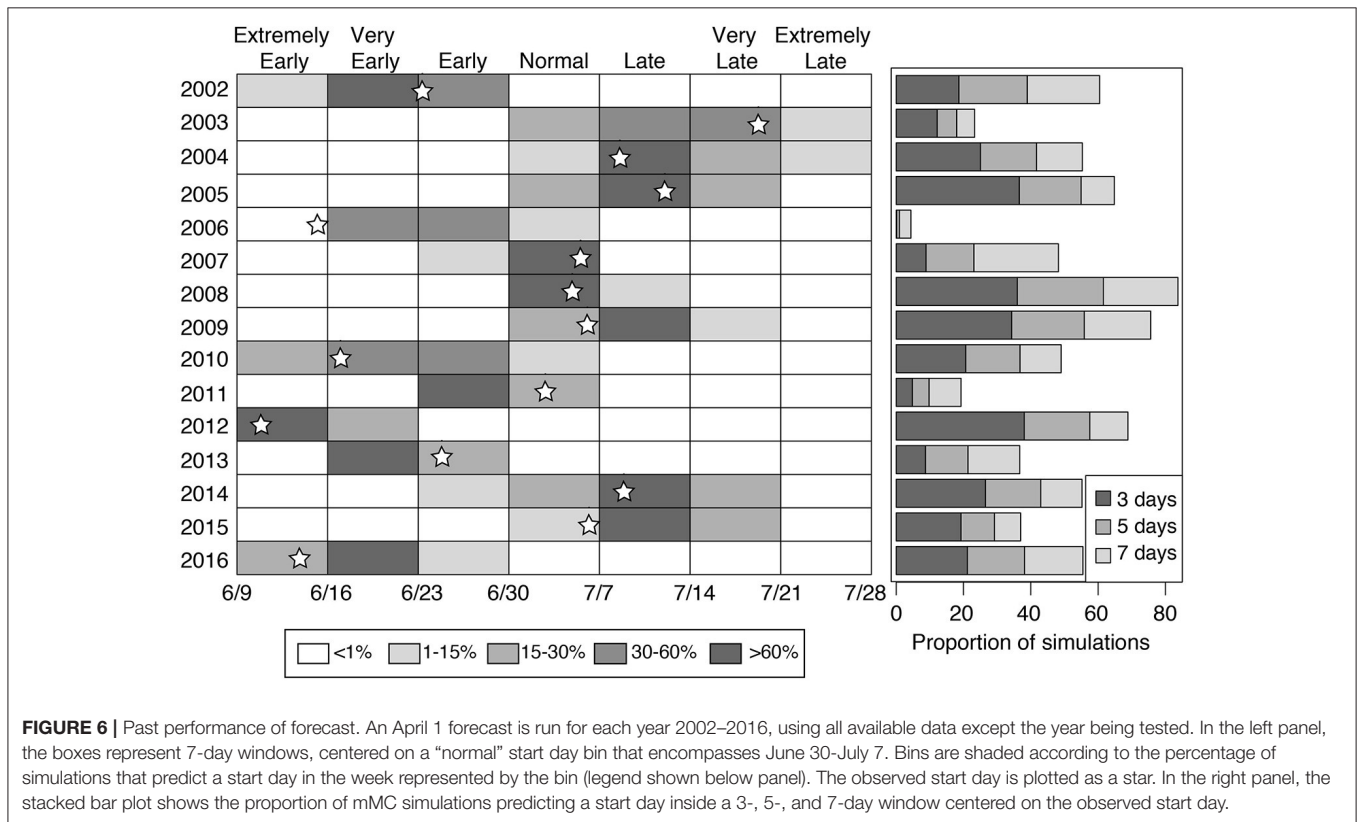 Extremely Early
Very Early
Early
Normal
Late
Very Late
Extremely Late
2002
2003
2004
2005
2006
2007
2008
2009
2010
2011
2012
2013
2014
2015
2016
6/9 6/16 6/23 6/30 7/7 7/14 7/21 7/28
<1% 1-15% 15-30% 30-60% >60%
3 days
5 days
7 days
0 20 40 60 80
Proportion of simulations
FIGURE 6 | Past performance of forecast. An April 1 forecast is run for each year 2002–2016, using all available data except the year being tested. In the left panel,
the boxes represent 7-day windows, centered on a “normal” start day bin that encompasses June 30-July 7. Bins are shaded according to the percentage of
simulations that predict a start day in the week represented by the bin (legend shown below panel). The observed start day is plotted as a star. In the right panel, the
stacked bar plot shows the proportion of mMC simulations predicting a start day inside a 3-, 5-, and 7-day window centered on the observed start day.